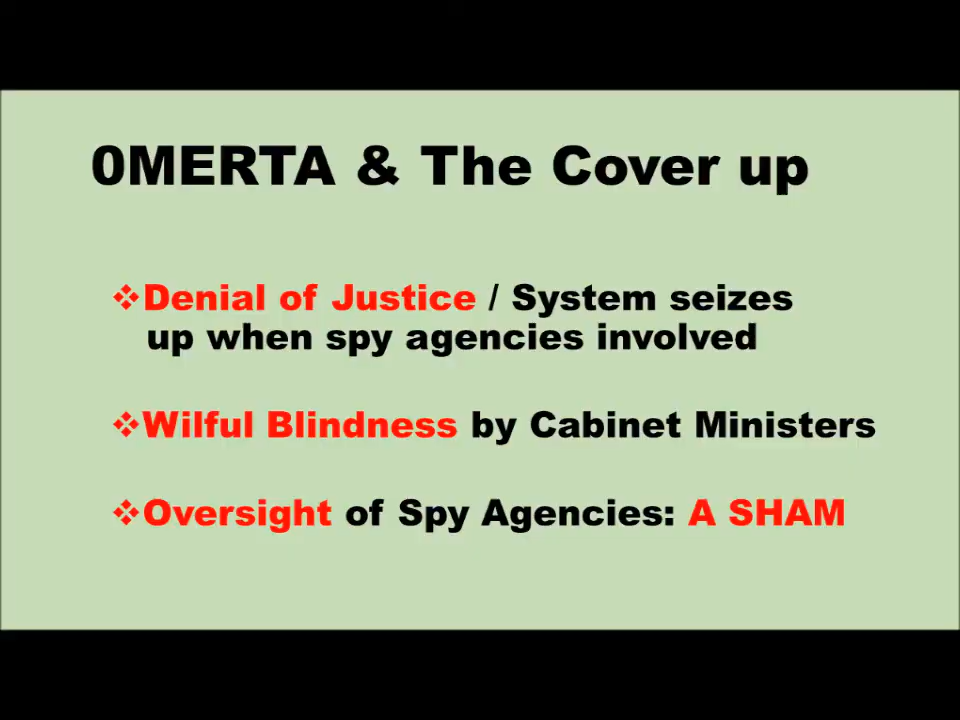 0MERTA & The Cover up
❖Denial of Justice / System seizes
up when spy agencies involved
❖Wilful Blindness by Cabinet Ministers
❖Oversight of Spy Agencies: A SHAM